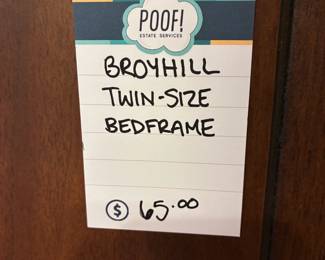 POOF!
ESTATE SERVICES
BROYHILL
TWIN-SIZE
BEDFRAME
$ 65.00